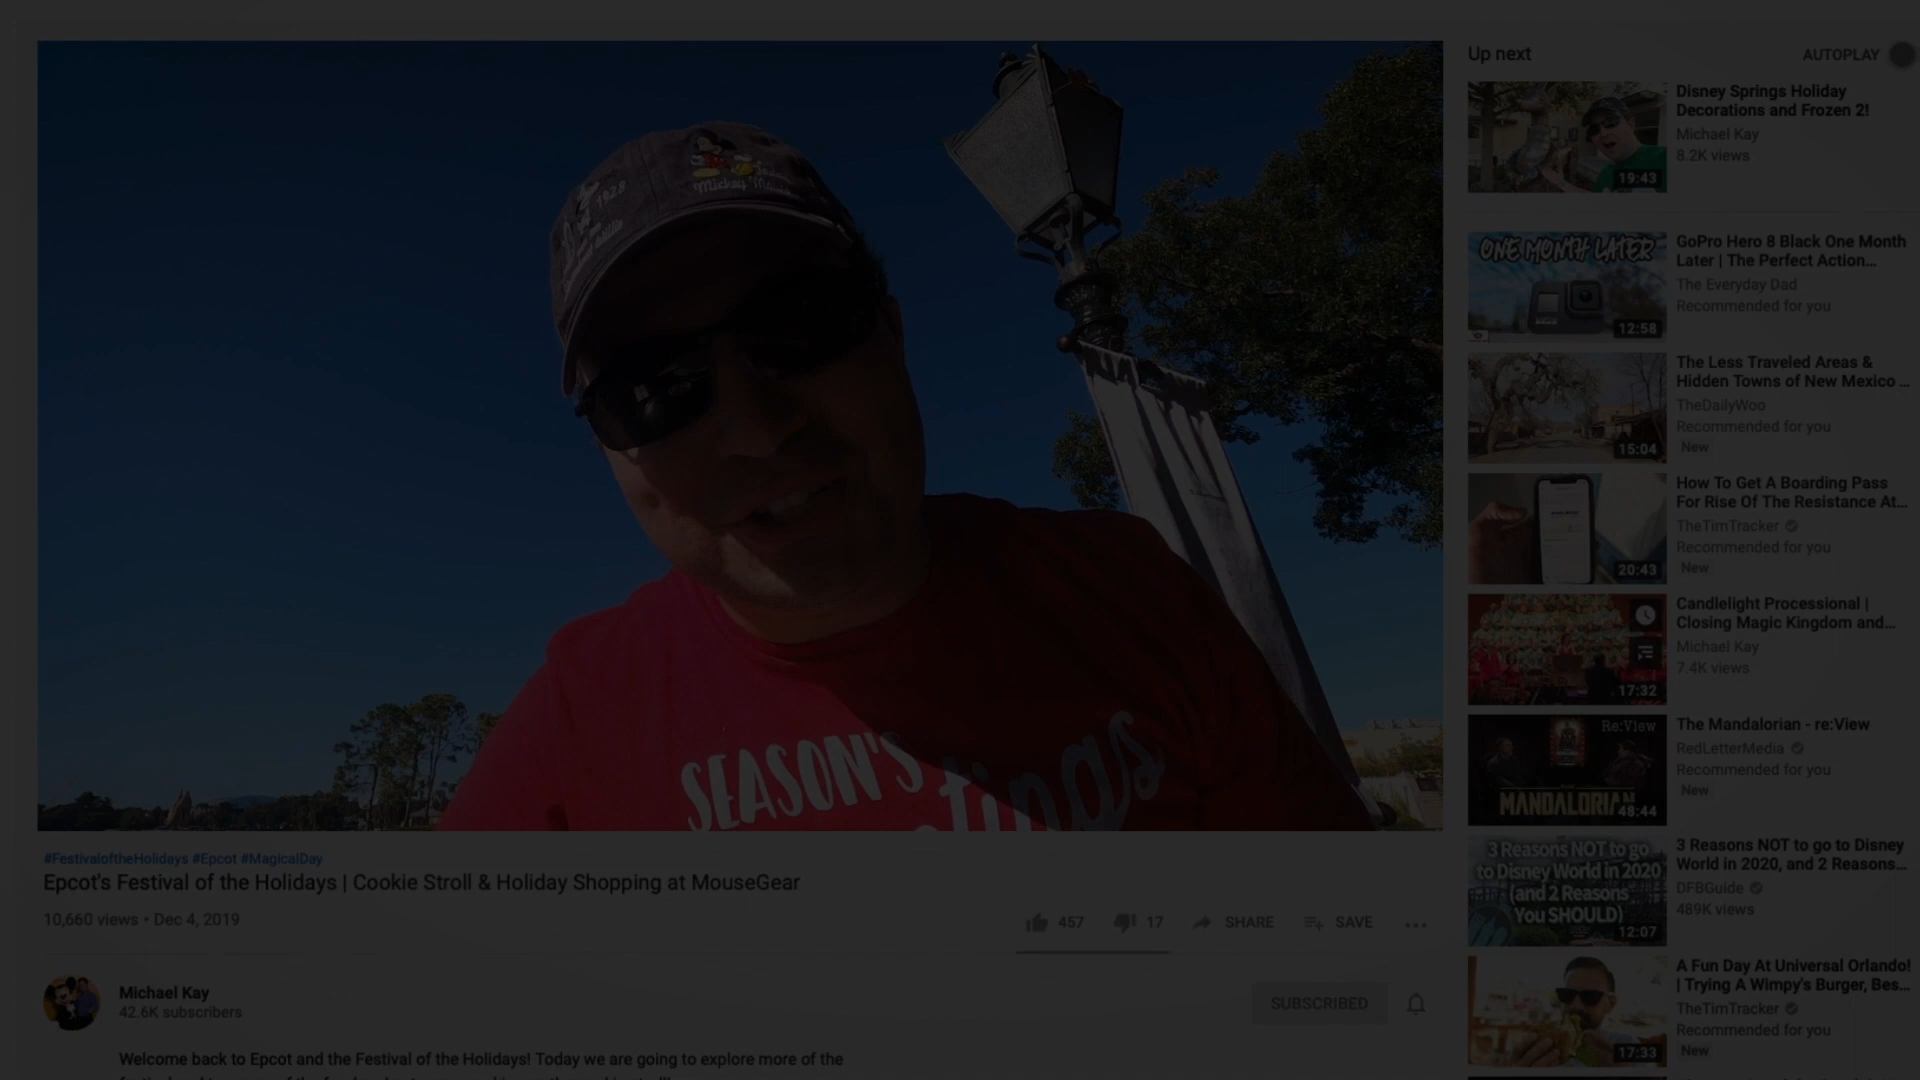 1928
Mickey Mouse
SEASON'S
#FestivaloftheHolidays #Epcot #MagicalDay
Epcot's Festival of the Holidays | Cookie Stroll & Holiday Shopping at MouseGear
10,660 views • Dec 4, 2019
457
17
SHARE
SAVE
Michael Kay
42.6K subscribers
SUBSCRIBED
Welcome back to Epcot and the Festival of the Holidays! Today we are going to explore more of the
Up next
AUTOPLAY
19:43
Disney Springs Holiday
Decorations and Frozen 2!
Michael Kay
8.2K views
ONE MONTH LATER
12:58
GoPro Hero 8 Black One Month
Later | The Perfect Action...
The Everyday Dad
Recommended for you
15:04
The Less Traveled Areas &
Hidden Towns of New Mexico ...
TheDailyWoo
Recommended for you
New
20:43
How To Get A Boarding Pass
For Rise Of The Resistance At...
TheTimTracker
Recommended for you
New
17:32
Candlelight Processional |
Closing Magic Kingdom and...
Michael Kay
7.4K views
Re:View
MANDALORIAN
48:44
The Mandalorian - re:View
RedLetterMedia
Recommended for you
New
3 Reasons NOT to go
to Disney World in 2020
(and 2 Reasons
You SHOULD)
12:07
3 Reasons NOT to go to Disney
World in 2020, and 2 Reasons...
DFBGuide
489K views
17:33
A Fun Day At Universal Orlando!
| Trying A Wimpy's Burger, Bes...
TheTimTracker
Recommended for you
New